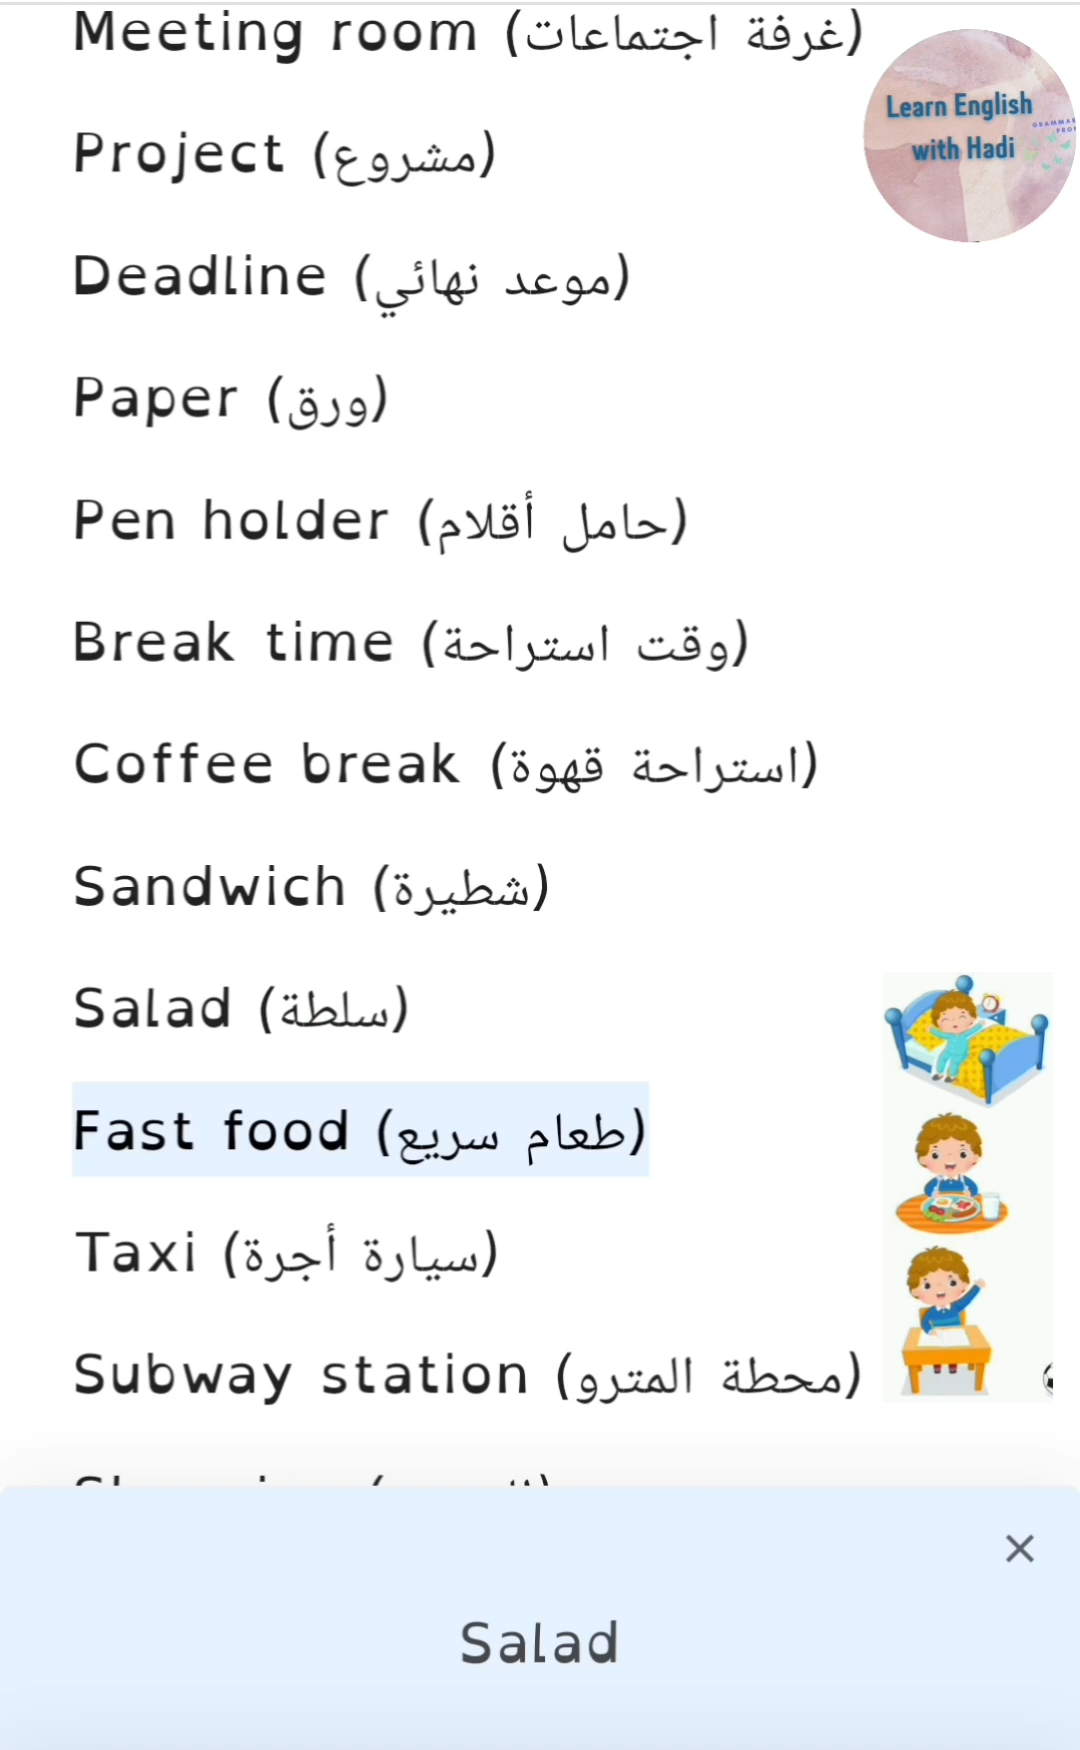 Meeting room (غرفة اجتماعات)
Learn English
with Hadi
Project (مشروع)
Deadline (موعد نهائي)
Paper (ورق)
Pen holder (حامل أقلام)
Break time (وقت استراحة)
Coffee break (استراحة قهوة)
Sandwich (شطيرة)
Salad (سلطة)
Fast food (طعام سريع)
Taxi (سيارة أجرة)
Subway station (محطة المترو)
Salad